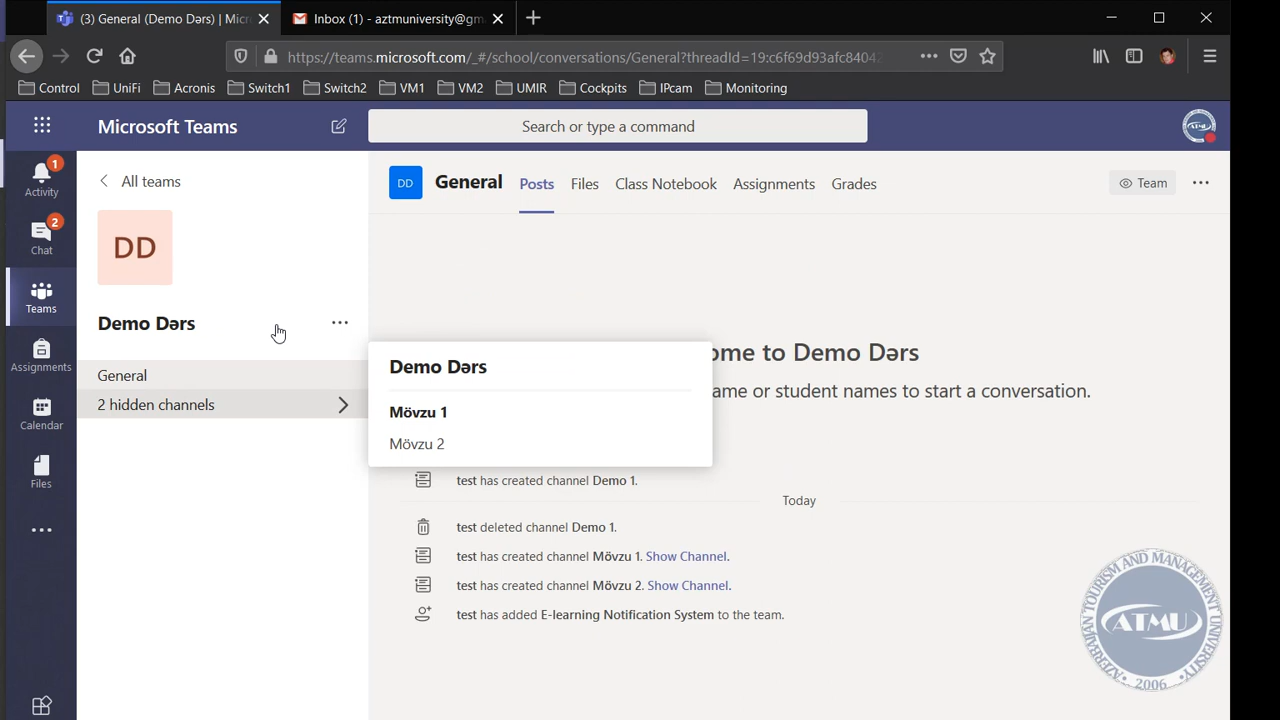 (3) General (Demo Dərs) | Micr
Inbox (1) - aztmuniversity@gm
https://teams.microsoft.com/_#/school/conversations/General?threadId=19:c6f69d93afc84042
Control UniFi Acronis Switch1 Switch2 VM1 VM2 UMIR Cockpits IPcam Monitoring
Microsoft Teams
Search or type a command
ATMU
1
Activity
2
Chat
Teams
Assignments
Calendar
Files
All teams
DD
Demo Dərs
General
2 hidden channels
DD General Posts Files Class Notebook Assignments Grades
Team
Demo Dərs
Mövzu 1
Mövzu 2
ome to Demo Dərs
ame or student names to start a conversation.
test has created channel Demo 1.
Today
test deleted channel Demo 1.
test has created channel Mövzu 1. Show Channel.
test has created channel Mövzu 2. Show Channel.
test has added E-learning Notification System to the team.
AZERBAIJAN TOURISM AND MANAGEMENT UNIVERSITY
ATMU
2006